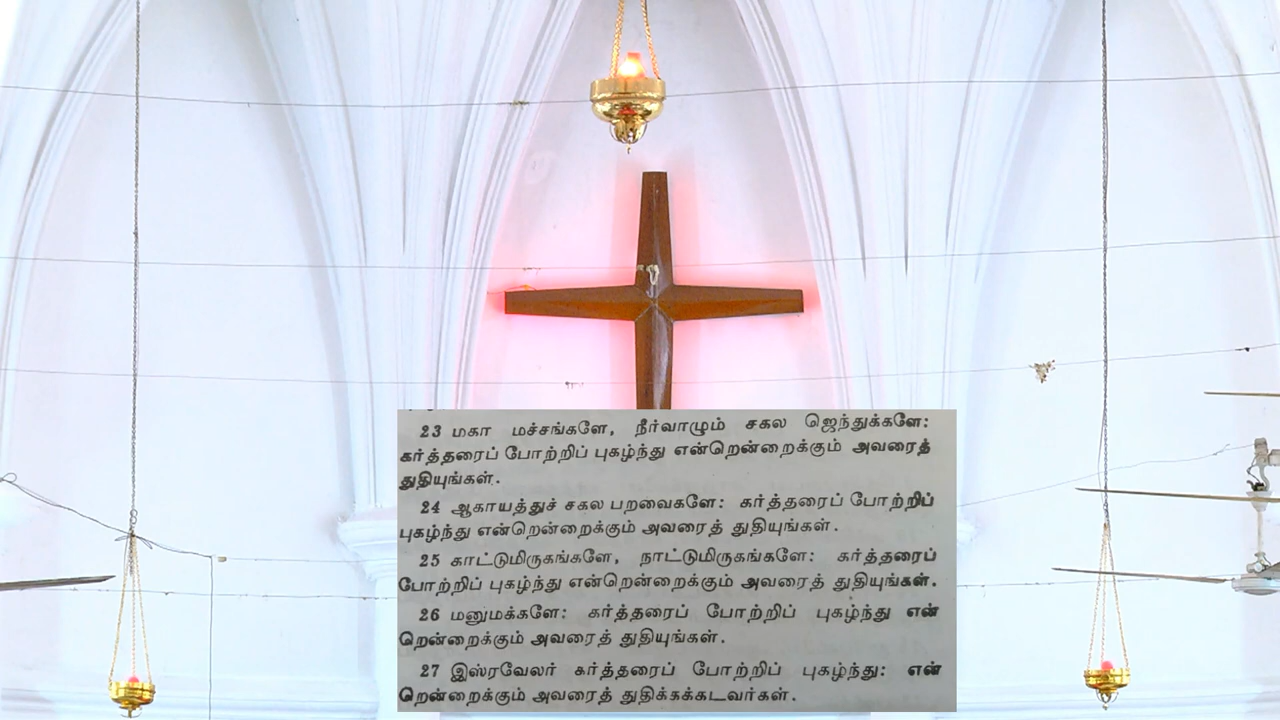 23 மகா மச்சங்களே, நீர்வாழும் சகல ஜெந்துக்களே:
கர்த்தரைப் போற்றிப் புகழ்ந்து என்றென்றைக்கும் அவரைத்
துதியுங்கள்.
24 ஆகாயத்துச் சகல பறவைகளே: கர்த்தரைப் போற்றிப்
புகழ்ந்து என்றென்றைக்கும் அவரைத் துதியுங்கள்.
25 காட்டுமிருகங்களே, நாட்டுமிருகங்களே: கர்த்தரைப்
போற்றிப் புகழ்ந்து என்றென்றைக்கும் அவரைத் துதியுங்கள்.
26 மனுமக்களே: கர்த்தரைப் போற்றிப் புகழ்ந்து என்
றென்றைக்கும் அவரைத் துதியுங்கள்.
27 இஸ்ரவேலர் கர்த்தரைப் போற்றிப் புகழ்ந்து: என்
றென்றைக்கும் அவரைத் துதிக்கக்கடவர்கள்.